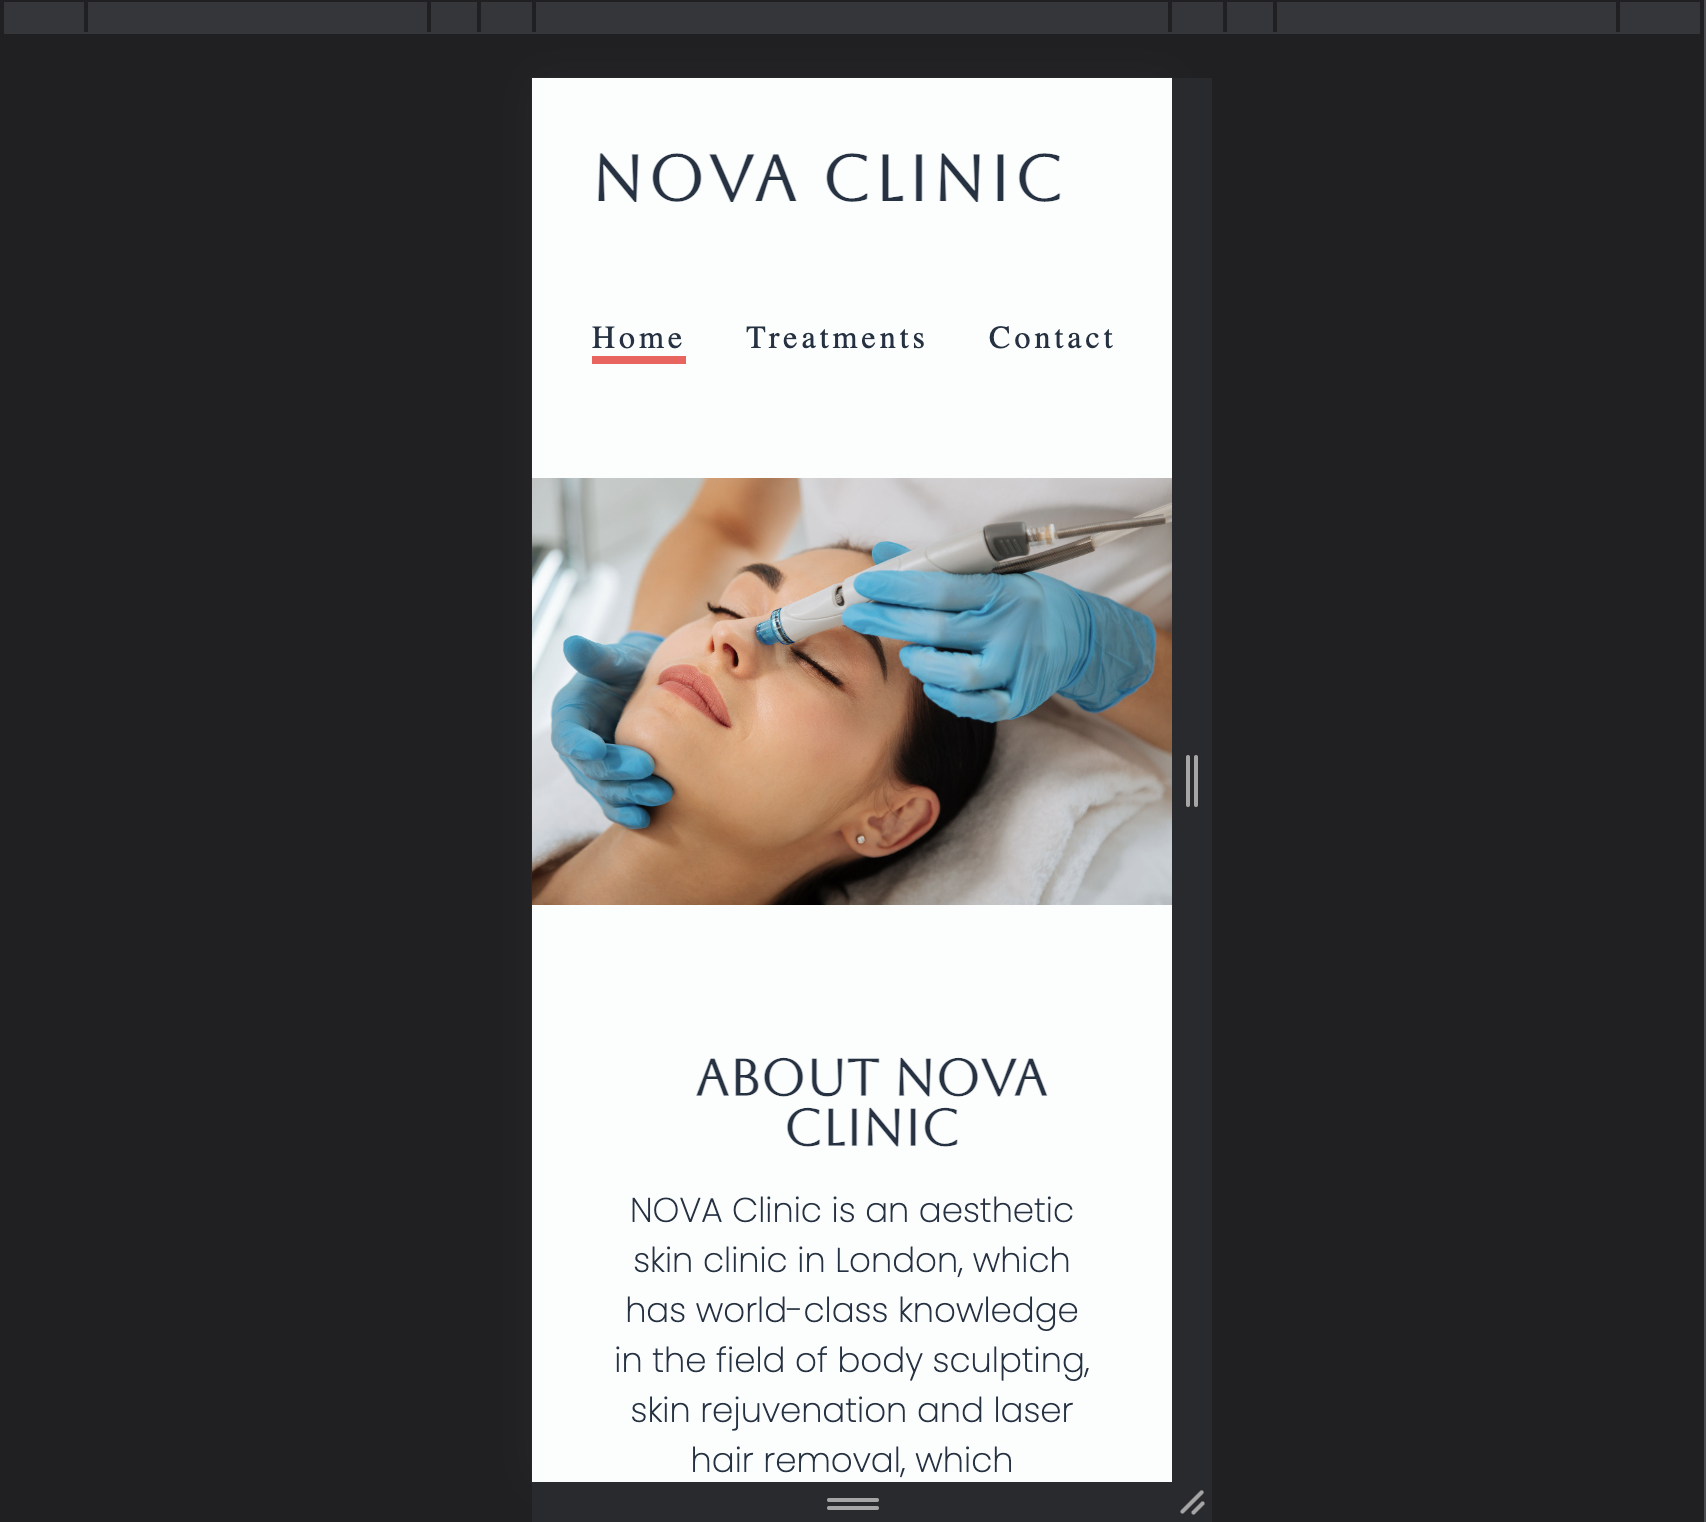 NOVA CLINIC
Home Treatments Contact
ABOUT NOVA
CLINIC
NOVA Clinic is an aesthetic
skin clinic in London, which
has world-class knowledge
in the field of body sculpting,
skin rejuvenation and laser
hair removal, which